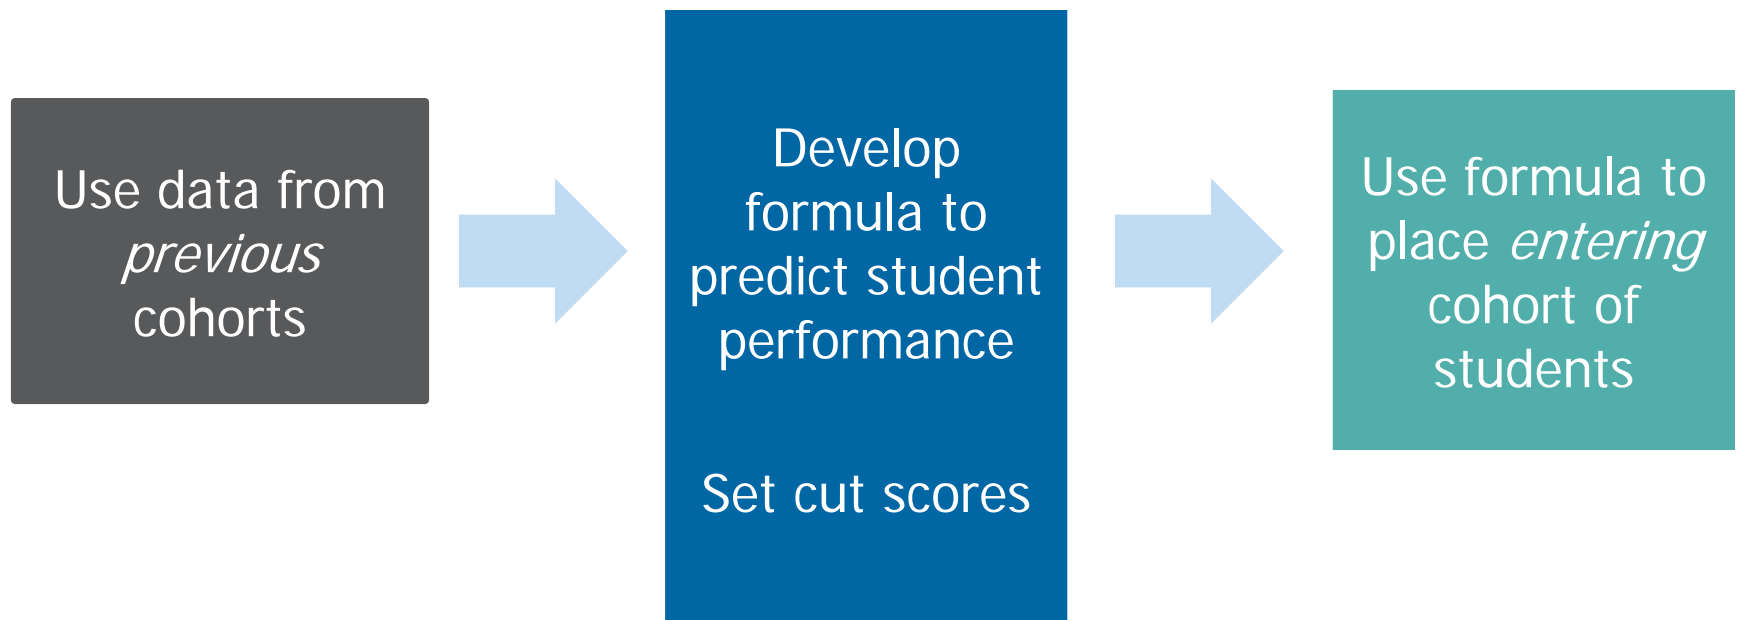 Use data from
previous
cohorts
Develop
formula to
predict student
performance
Set cut scores
Use formula to
place entering
cohort of
students